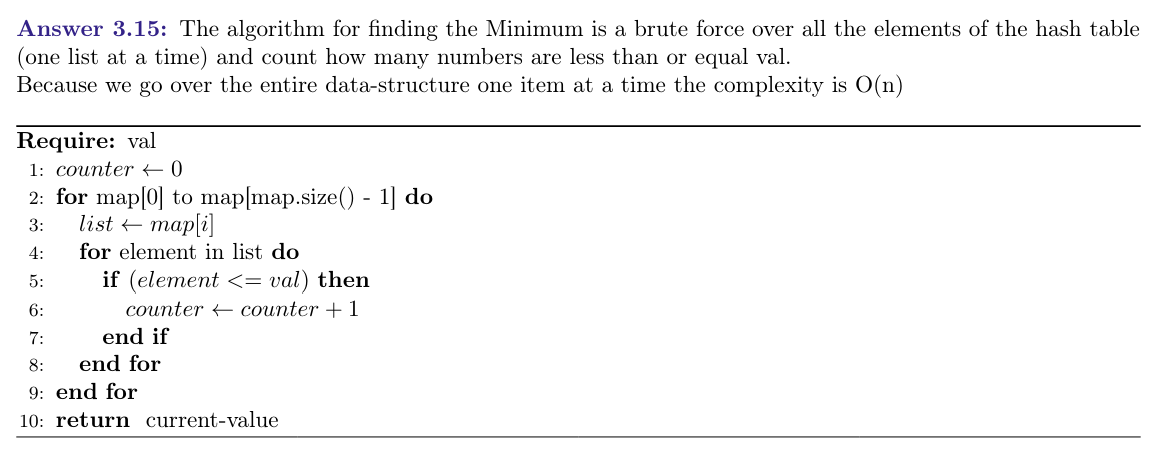 Answer 3.15: The algorithm for finding the Minimum is a brute force over all the elements of the hash table
(one list at a time) and count how many numbers are less than or equal val.
Because we go over the entire data-structure one item at a time the complexity is O(n)
Require: val
1: counter ← 0
2: for map[0] to map[map.size() - 1] do
3: list ← map[i]
4: for element in list do
5: if (element <= val) then
6: counter ← counter + 1
7: end if
8: end for
9: end for
10: return current-value